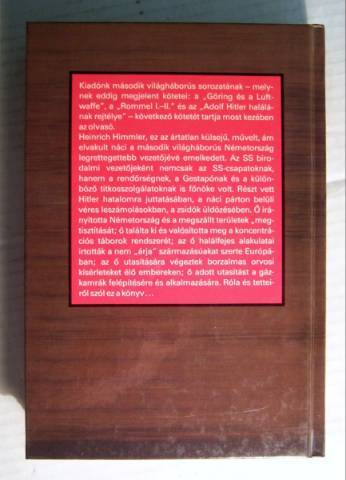 Kiadónk második világháborús sorozatának – mely-
nek eddig megjelent kötetei: a „Göring és a Luft-
waffe", a „Rommel I.–II." és az „Adolf Hitler halálá-
nak rejtélye" – következő kötetét tartja most kezében
az olvasó.
Heinrich Himmler, ez az ártatlan külsejű, művelt, ám
elvakult náci a második világháborús Németország
legrettegettebb vezetőjévé emelkedett. Az SS biro-
dalmi vezetőjeként nemcsak az SS-csapatoknak,
hanem a rendőrségnek, a Gestapónak és a külön-
böző titkosszolgálatoknak is főnöke volt. Részt vett
Hitler hatalomra juttatásában, a náci párton belüli
véres leszámolásokban, a zsidók üldözésében. Ő irá-
nyította Németország és a megszállt területek „meg-
tisztítását"; ő találta ki és valósította meg a koncentrá-
ciós táborok rendszerét; az ő halálfejes alakulatai
irtották a nem „árja" származásúakat szerte Európá-
ban; az ő utasítására végeztek borzalmas orvosi
kísérleteket élő embereken; ő adott utasítást a gáz-
kamrák felépítésére és alkalmazására. Róla és tettei-
ről szól ez a könyv...